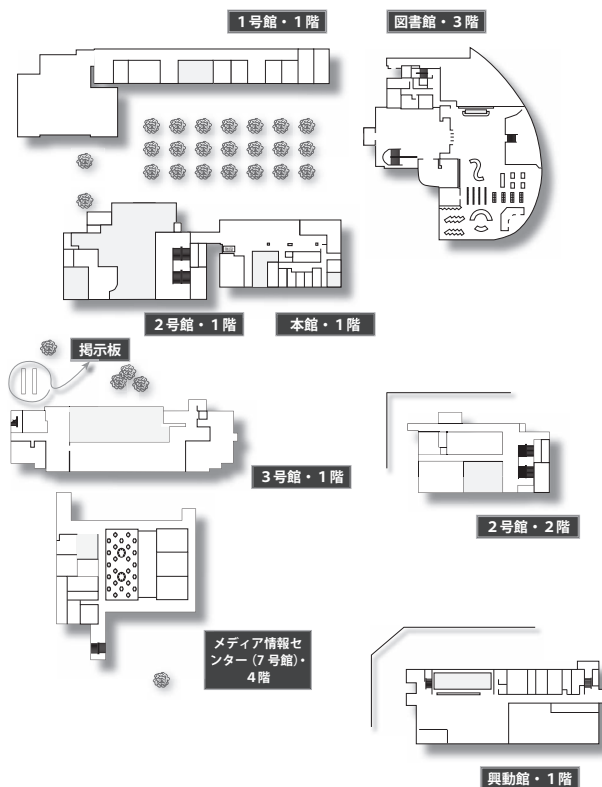 1号館・1階
図書館・3階
2号館・1階
本館・1階
掲示板
3号館・1階
2号館・2階
メディア情報セ
ンター(7号館)・
4階
興動館・1階